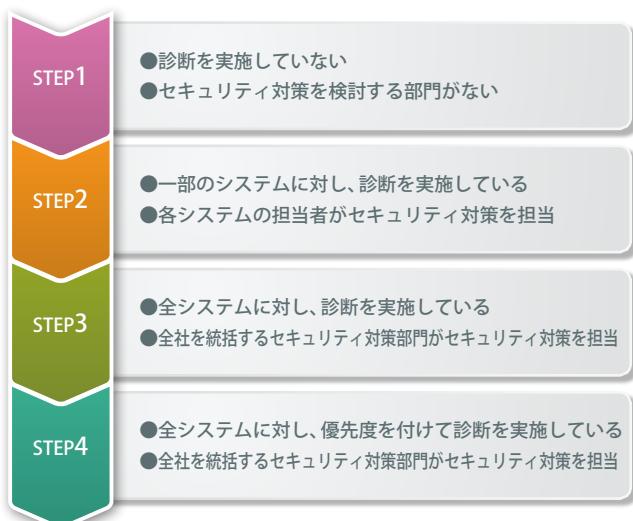 STEP1
●診断を実施していない
●セキュリティ対策を検討する部門がない
STEP2
●一部のシステムに対し、診断を実施している
●各システムの担当者がセキュリティ対策を担当
STEP3
●全システムに対し、診断を実施している
●全社を統括するセキュリティ対策部門がセキュリティ対策を担当
STEP4
●全システムに対し、優先度を付けて診断を実施している
●全社を統括するセキュリティ対策部門がセキュリティ対策を担当